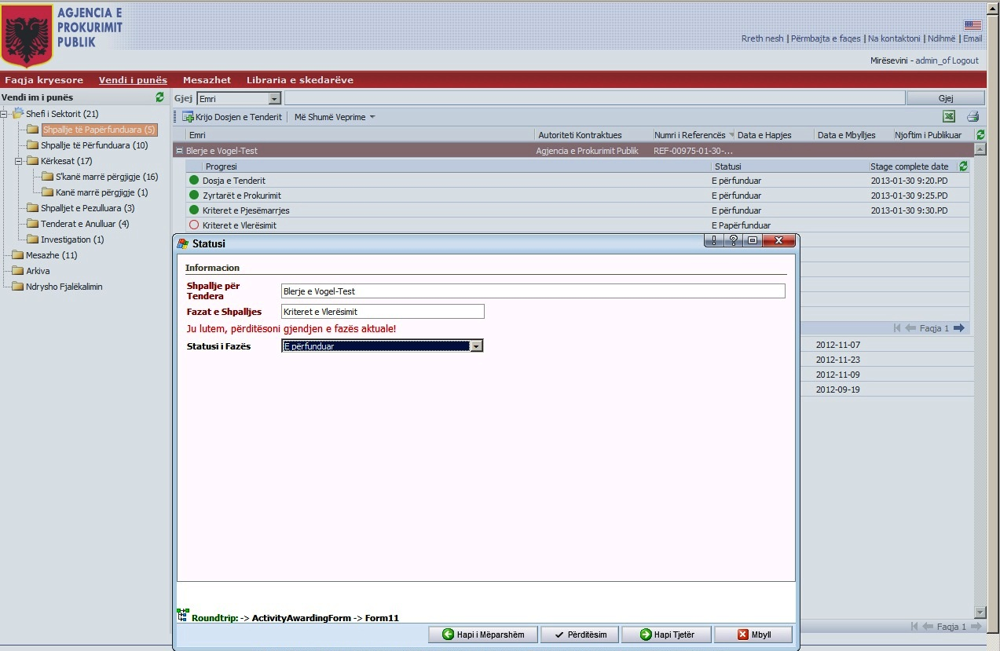 AGJENCIA E
PROKURIMIT
PUBLIK
Rreth nesh | Përmbajta e faqes | Na kontaktoni | Ndihmë | Email
Mirësevini - admin_of Logout
Faqja kryesore Vendi i punës Mesazhet Libraria e skedarëve
Vendi im i punës
Gjej Emri Gjej
Shefi i Sektorit (21)
Shpallje të Papërfunduara (5)
Shpallje të Përfunduara (10)
Kërkesat (17)
S'kanë marrë përgjigje (16)
Kanë marrë përgjigje (1)
Shpalljet e Pezulluara (3)
Tenderat e Anulluar (4)
Investigation (1)
Mesazhe (11)
Arkiva
Ndrysho Fjalëkalimin
Krijo Dosjen e Tenderit | Më Shumë Veprime
Emri Autoriteti Kontraktues Numri i Referencës Data e Hapjes Data e Mbylljes Njoftim i Publikuar
Blerje e Vogel-Test Agjencia e Prokurimit Publik REF-00975-01-30-...
Progresi Statusi Stage complete date
Dosja e Tenderit E përfunduar 2013-01-30 9:20.PD
Zyrtarët e Prokurimit E përfunduar 2013-01-30 9:25.PD
Kriteret e Pjesëmarrjes E përfunduar 2013-01-30 9:30.PD
Kriteret e Vlerësimit E Papërfunduar
Statusi
Informacion
Shpallje për
Tendera
Blerje e Vogel-Test
Fazat e Shpalljes Kriteret e Vlerësimit
Ju lutem, përditësoni gjendjen e fazës aktuale!
Statusi i Fazës E përfunduar
Faqja 1
2012-11-07
2012-11-23
2012-11-09
2012-09-19
Roundtrip: -> ActivityAwardingForm -> Form11
Hapi i Mëparshëm Përditësim Hapi Tjetër Mbyll
Faqja 1